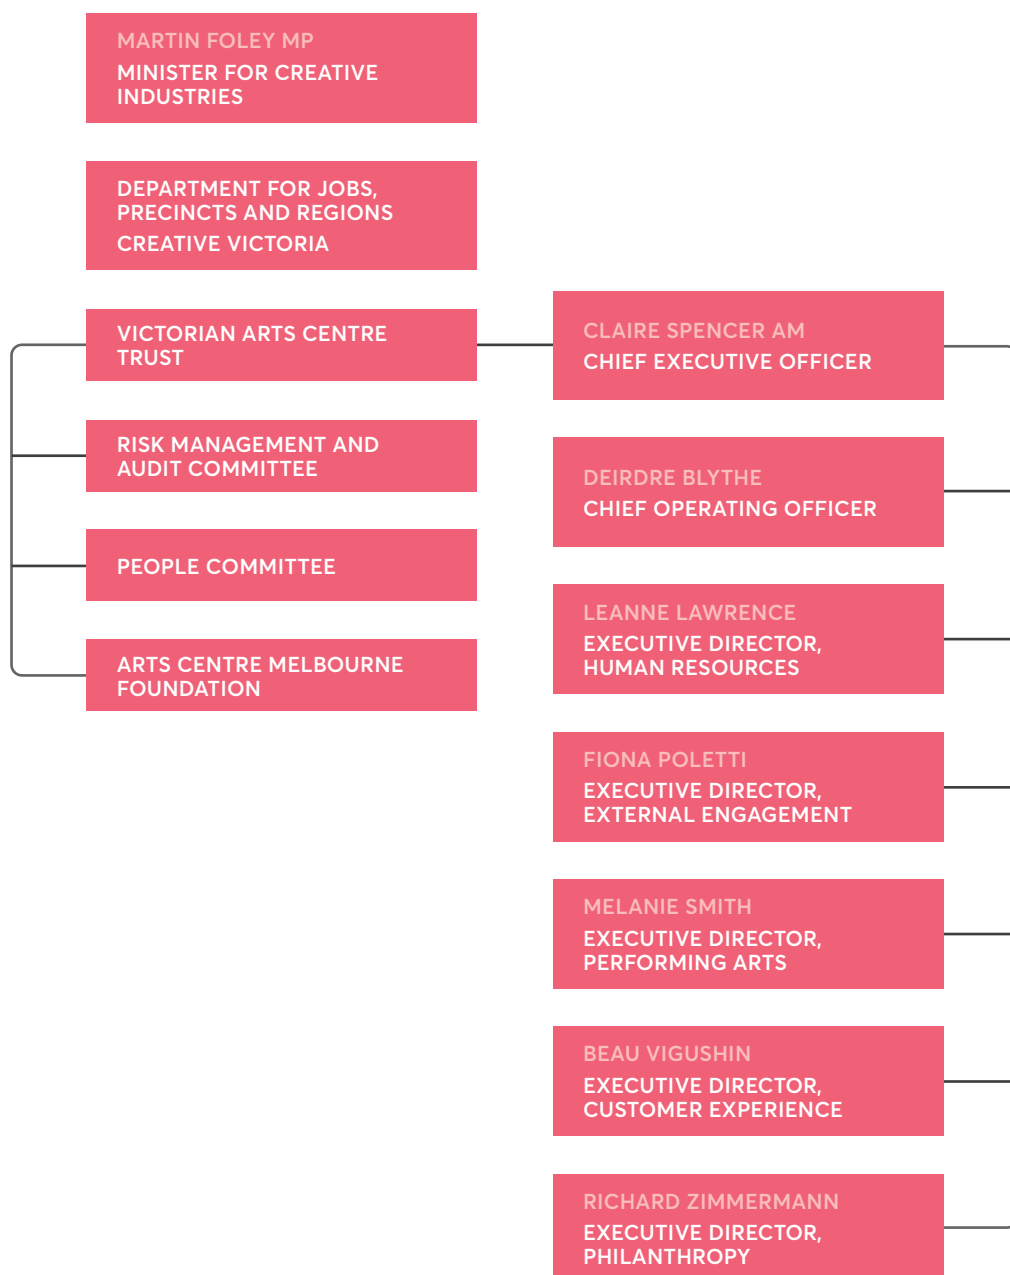 MARTIN FOLEY MP
MINISTER FOR CREATIVE
INDUSTRIES
DEPARTMENT FOR JOBS,
PRECINCTS AND REGIONS
CREATIVE VICTORIA
VICTORIAN ARTS CENTRE
TRUST
RISK MANAGEMENT AND
AUDIT COMMITTEE
PEOPLE COMMITTEE
ARTS CENTRE MELBOURNE
FOUNDATION
CLAIRE SPENCER AM
CHIEF EXECUTIVE OFFICER
DEIRDRE BLYTHE
CHIEF OPERATING OFFICER
LEANNE LAWRENCE
EXECUTIVE DIRECTOR,
HUMAN RESOURCES
FIONA POLETTI
EXECUTIVE DIRECTOR,
EXTERNAL ENGAGEMENT
MELANIE SMITH
EXECUTIVE DIRECTOR,
PERFORMING ARTS
BEAU VIGUSHIN
EXECUTIVE DIRECTOR,
CUSTOMER EXPERIENCE
RICHARD ZIMMERMANN
EXECUTIVE DIRECTOR,
PHILANTHROPY